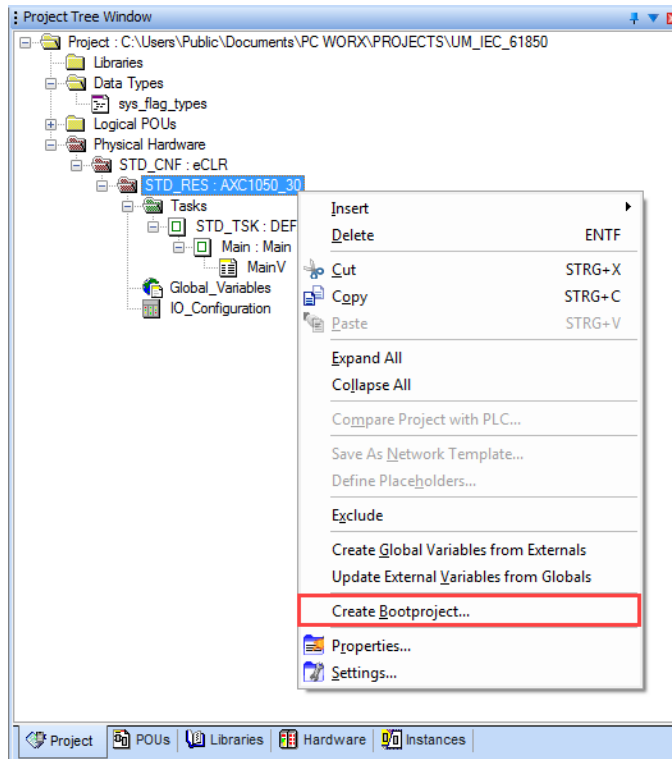 Project Tree Window
Project : C:\Users\Public\Documents\PC WORX\PROJECTS\UM_IEC_61850
Libraries
Data Types
sys_flag_types
Logical POUs
Physical Hardware
STD_CNF : eCLR
STD_RES : AXC1050_30
Tasks
STD_TSK : DEF
Main : Main
MainV
Global_Variables
IO_Configuration
Insert
Delete ENTF
Cut STRG+X
Copy STRG+C
Paste STRG+V
Expand All
Collapse All
Compare Project with PLC...
Save As Network Template...
Define Placeholders...
Exclude
Create Global Variables from Externals
Update External Variables from Globals
Create Bootproject...
Properties...
Settings...
Project POUs Libraries Hardware Instances